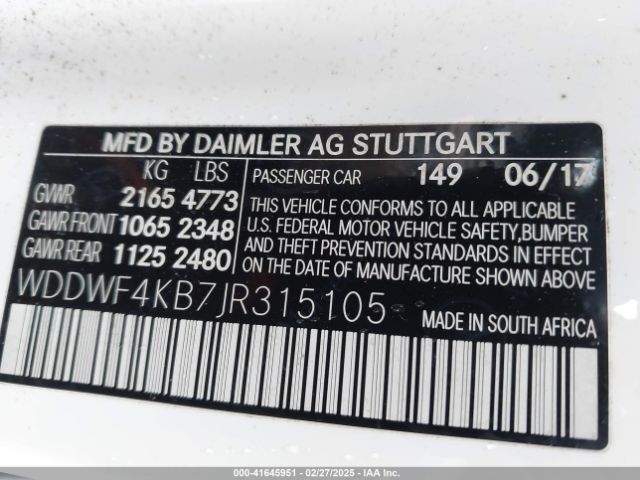 MFD BY DAIMLER AG STUTTGART
KG LBS
GVWR 2165 4773
GAWR FRONT 1065 2348
GAWR REAR 1125 2480
PASSENGER CAR 149 06/17
THIS VEHICLE CONFORMS TO ALL APPLICABLE
U.S. FEDERAL MOTOR VEHICLE SAFETY,BUMPER
AND THEFT PREVENTION STANDARDS IN EFFECT
ON THE DATE OF MANUFACTURE SHOWN ABOVE
WDDWF4KB7JR315105
MADE IN SOUTH AFRICA
000-41645951 | 02/27/2025 | IAA Inc.